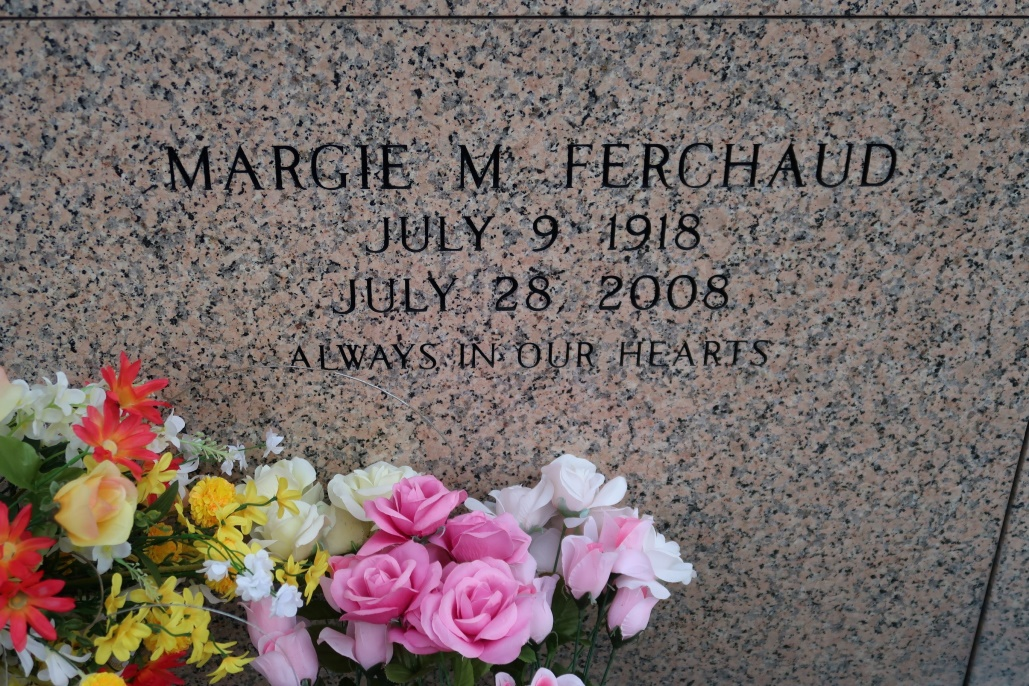 MARGIE M FERCHAUD
JULY 9 1918
JULY 28, 2008
ALWAYS IN OUR HEARTS